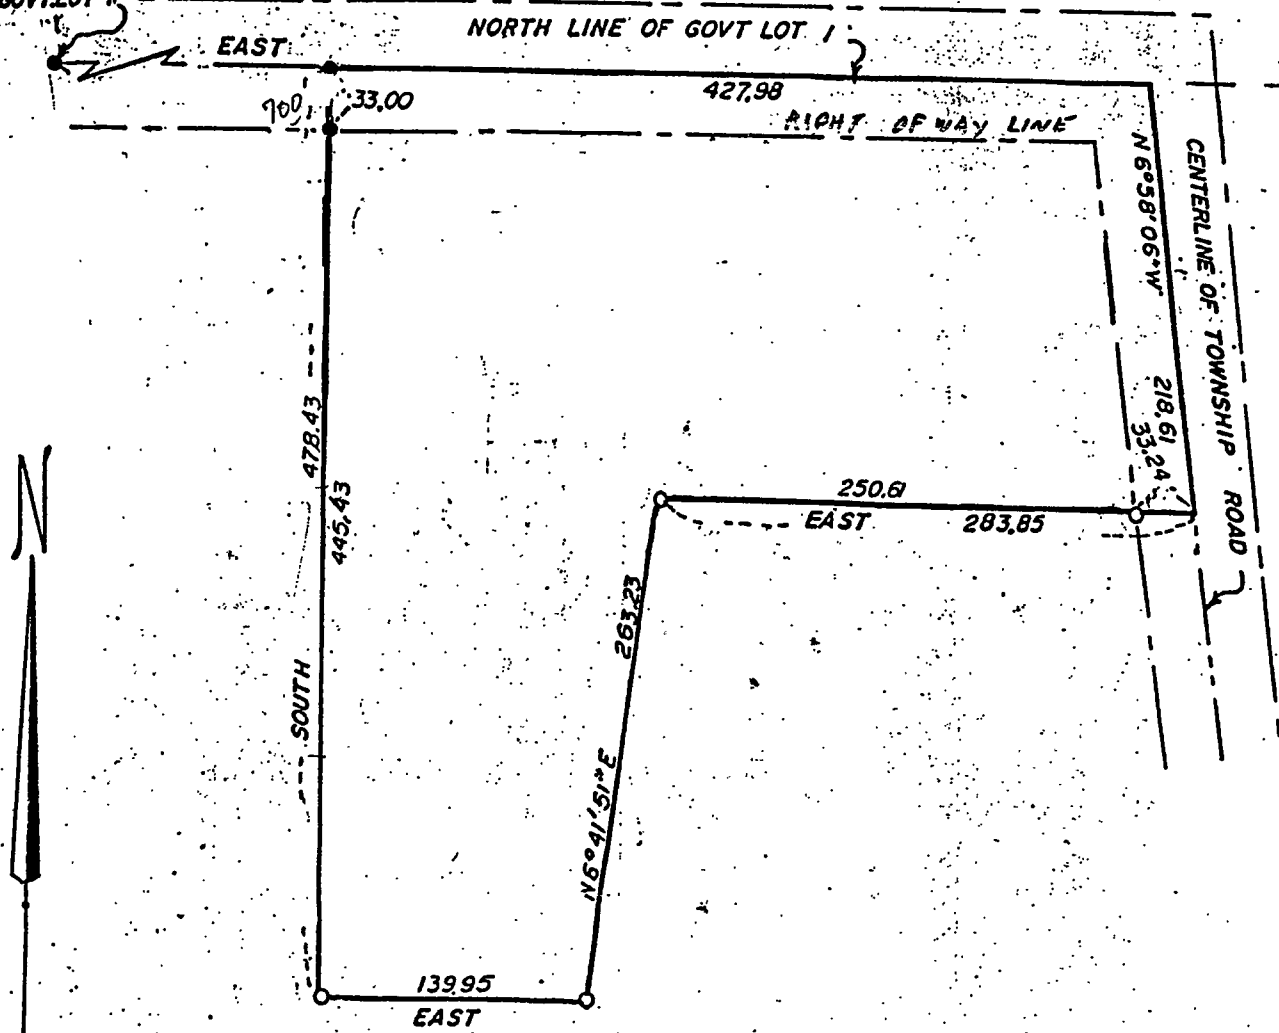 GOVT. LOT 1.
NORTH LINE OF GOVT LOT 1
EAST
427.98
33.00
RIGHT OF WAY LINE
N 6°58'06"W
CENTERLINE OF TOWNSHIP ROAD
218.61
33.24
478.43
445.43
250.61
EAST 283.85
N
263.23
SOUTH
N6°41'51"E
139.95
EAST